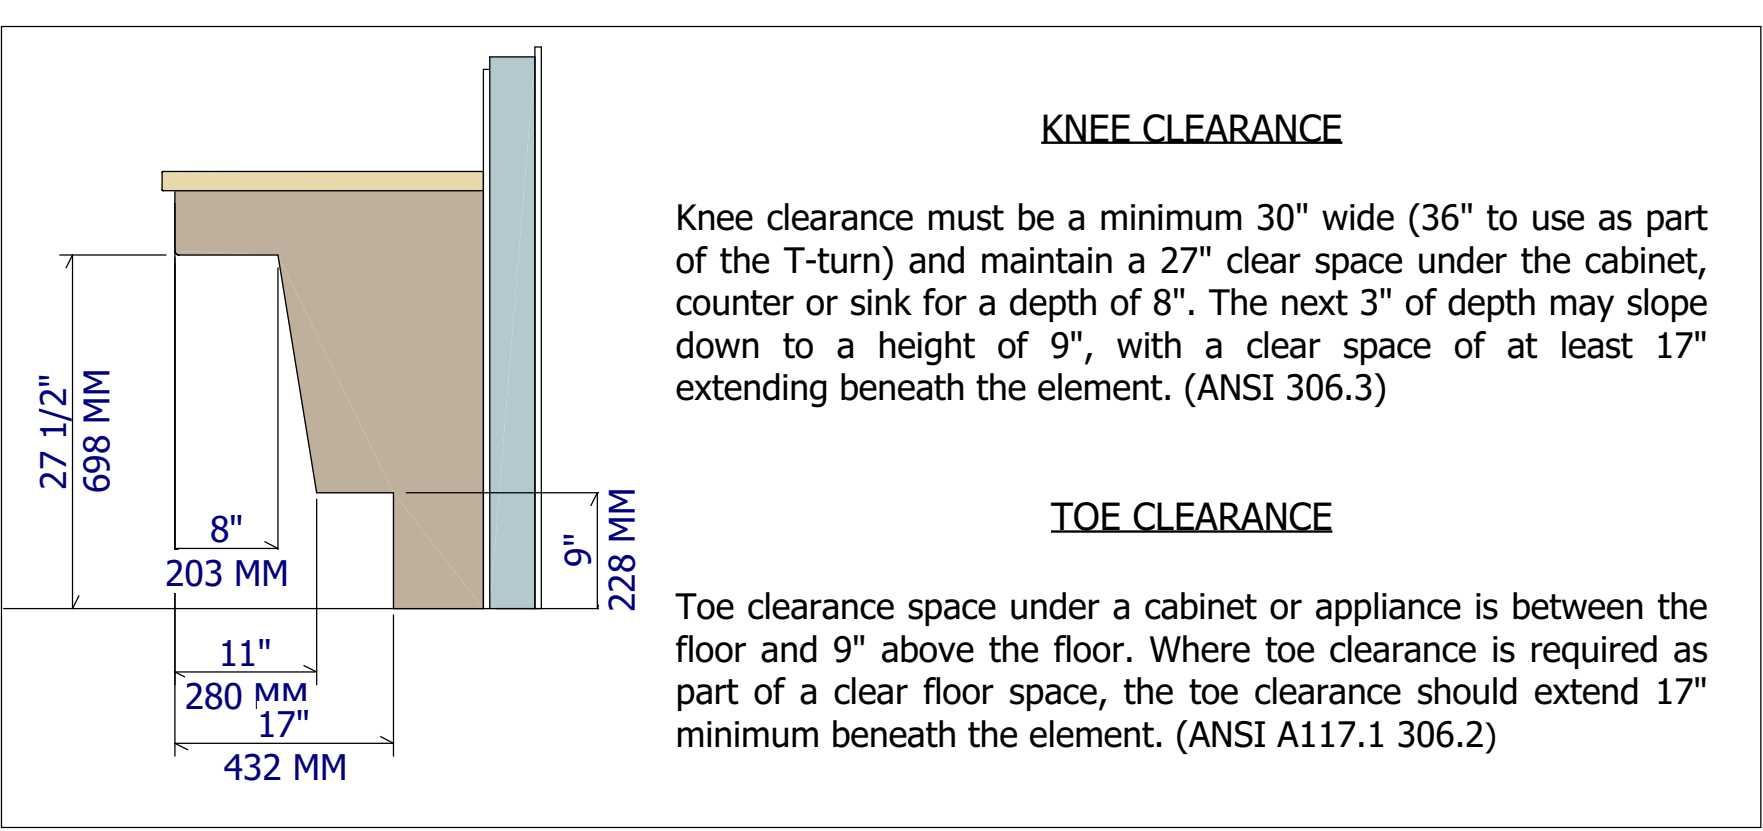 KNEE CLEARANCE
Knee clearance must be a minimum 30" wide (36" to use as part
of the T-turn) and maintain a 27" clear space under the cabinet,
counter or sink for a depth of 8". The next 3" of depth may slope
down to a height of 9", with a clear space of at least 17"
extending beneath the element. (ANSI 306.3)
TOE CLEARANCE
Toe clearance space under a cabinet or appliance is between the
floor and 9" above the floor. Where toe clearance is required as
part of a clear floor space, the toe clearance should extend 17"
minimum beneath the element. (ANSI A117.1 306.2)
27 1/2"
698 MM
8"
203 MM
9"
228 MM
11"
280 MM
17"
432 MM